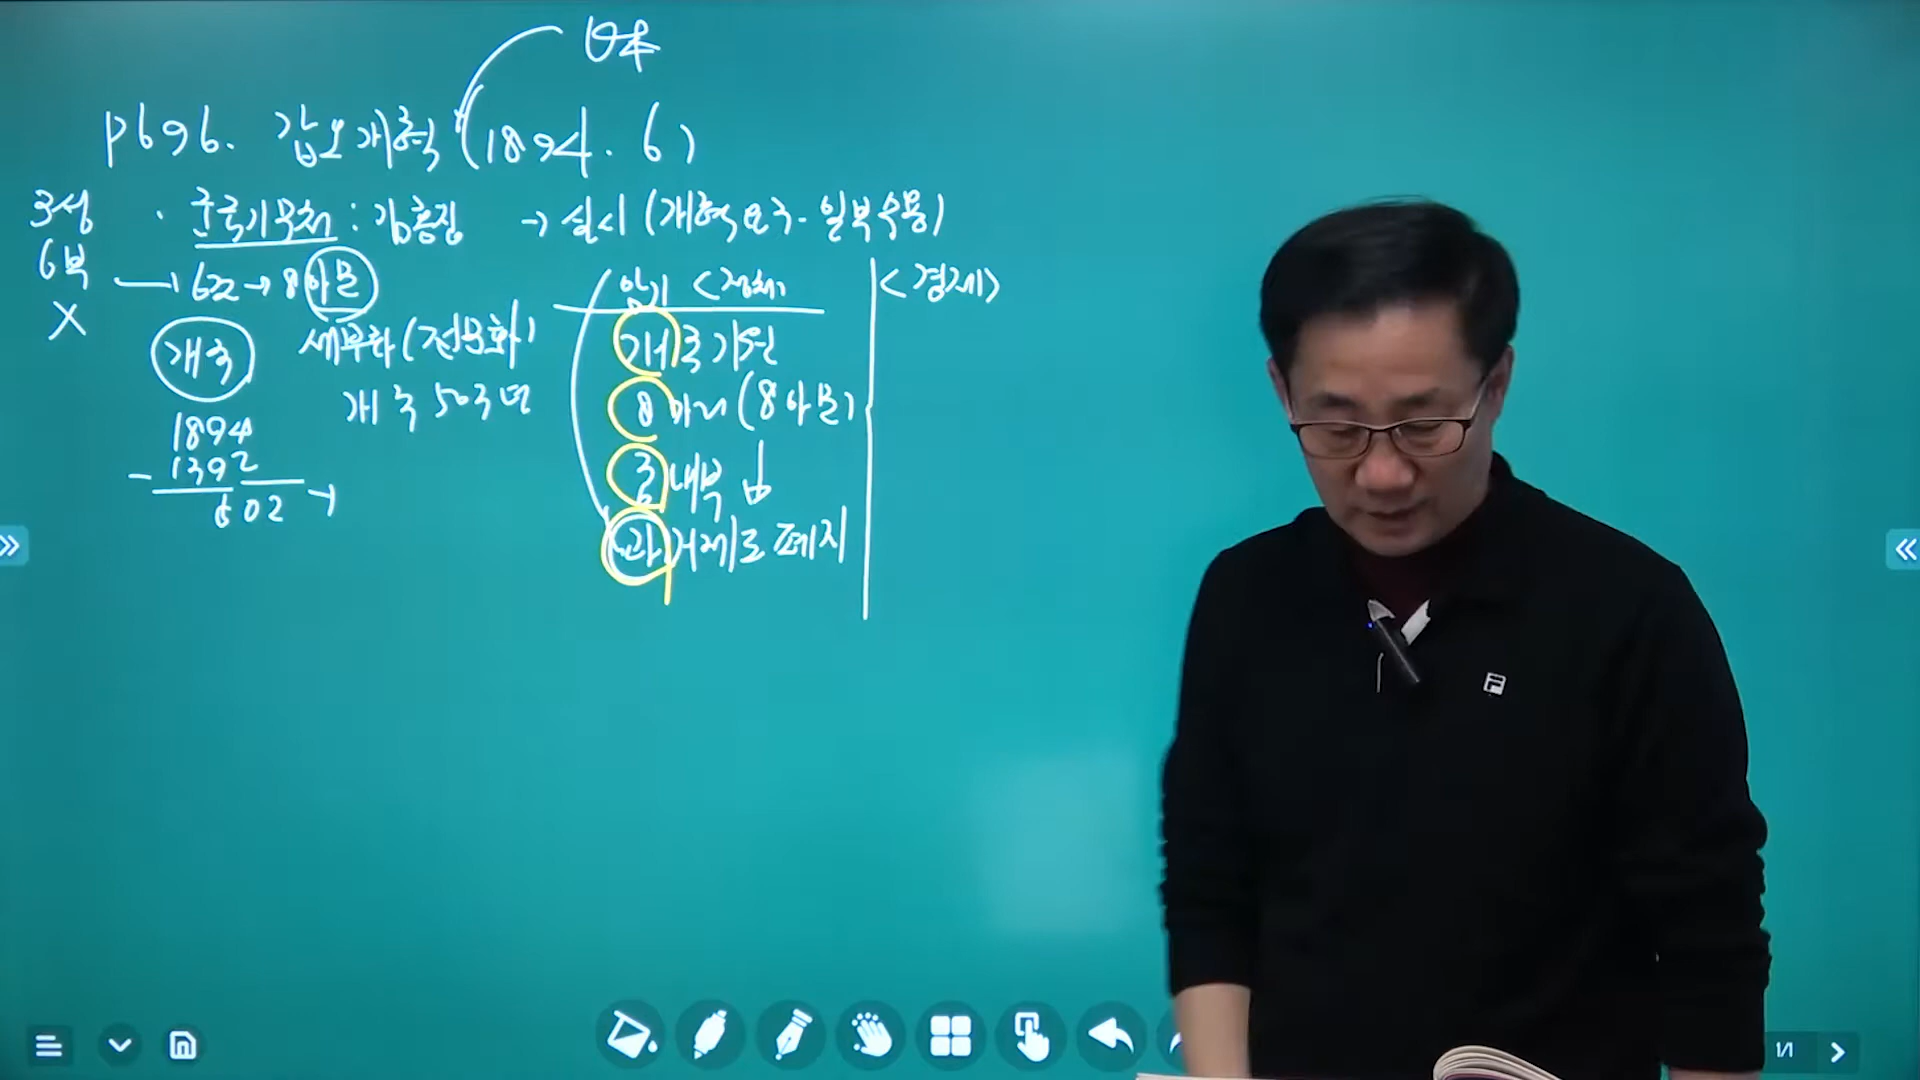 日本
P696. 갑오개혁 (1894. 6)
3성
6부
X
· 군국기무처 : 김홍집 → 실시 (개혁요구 - 일부수용)
→ 6조 → 8아문
세분화 (전문화)
개국
개국 503년
1894
- 1392
502 →
암기 <정치>
개국기원
8아문 (8아문)
궁내부 ↓
과거제도 폐지
<경제>
1/1